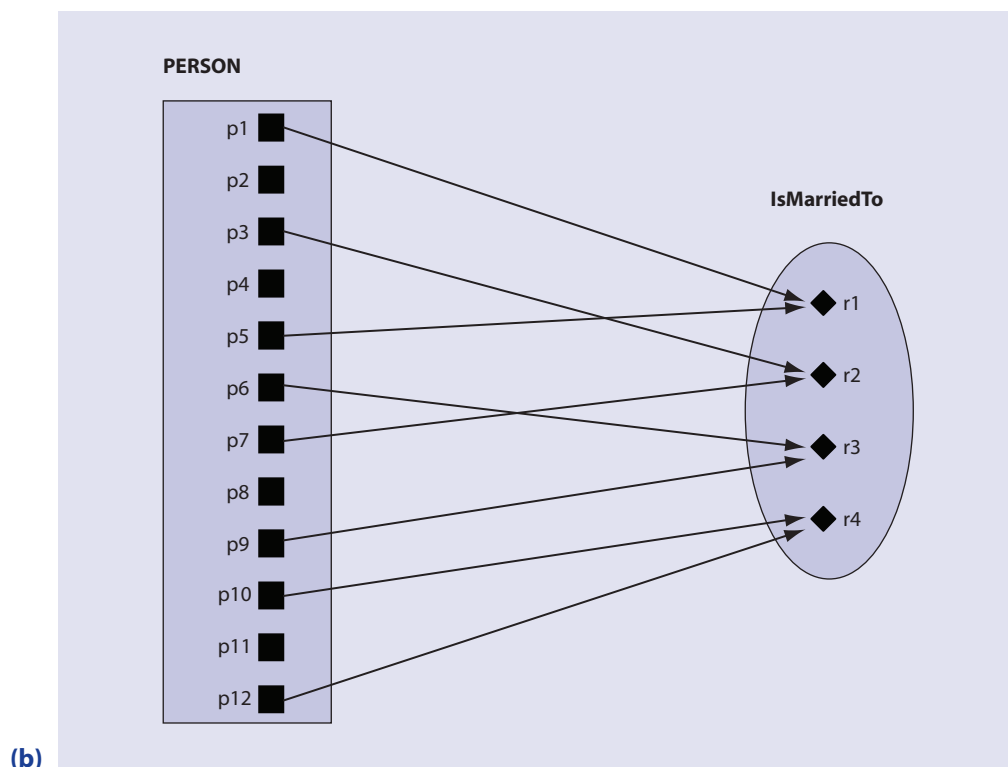 PERSON
p1
p2
p3
p4
p5
p6
p7
p8
p9
p10
p11
p12
IsMarriedTo
r1
r2
r3
r4
(b)